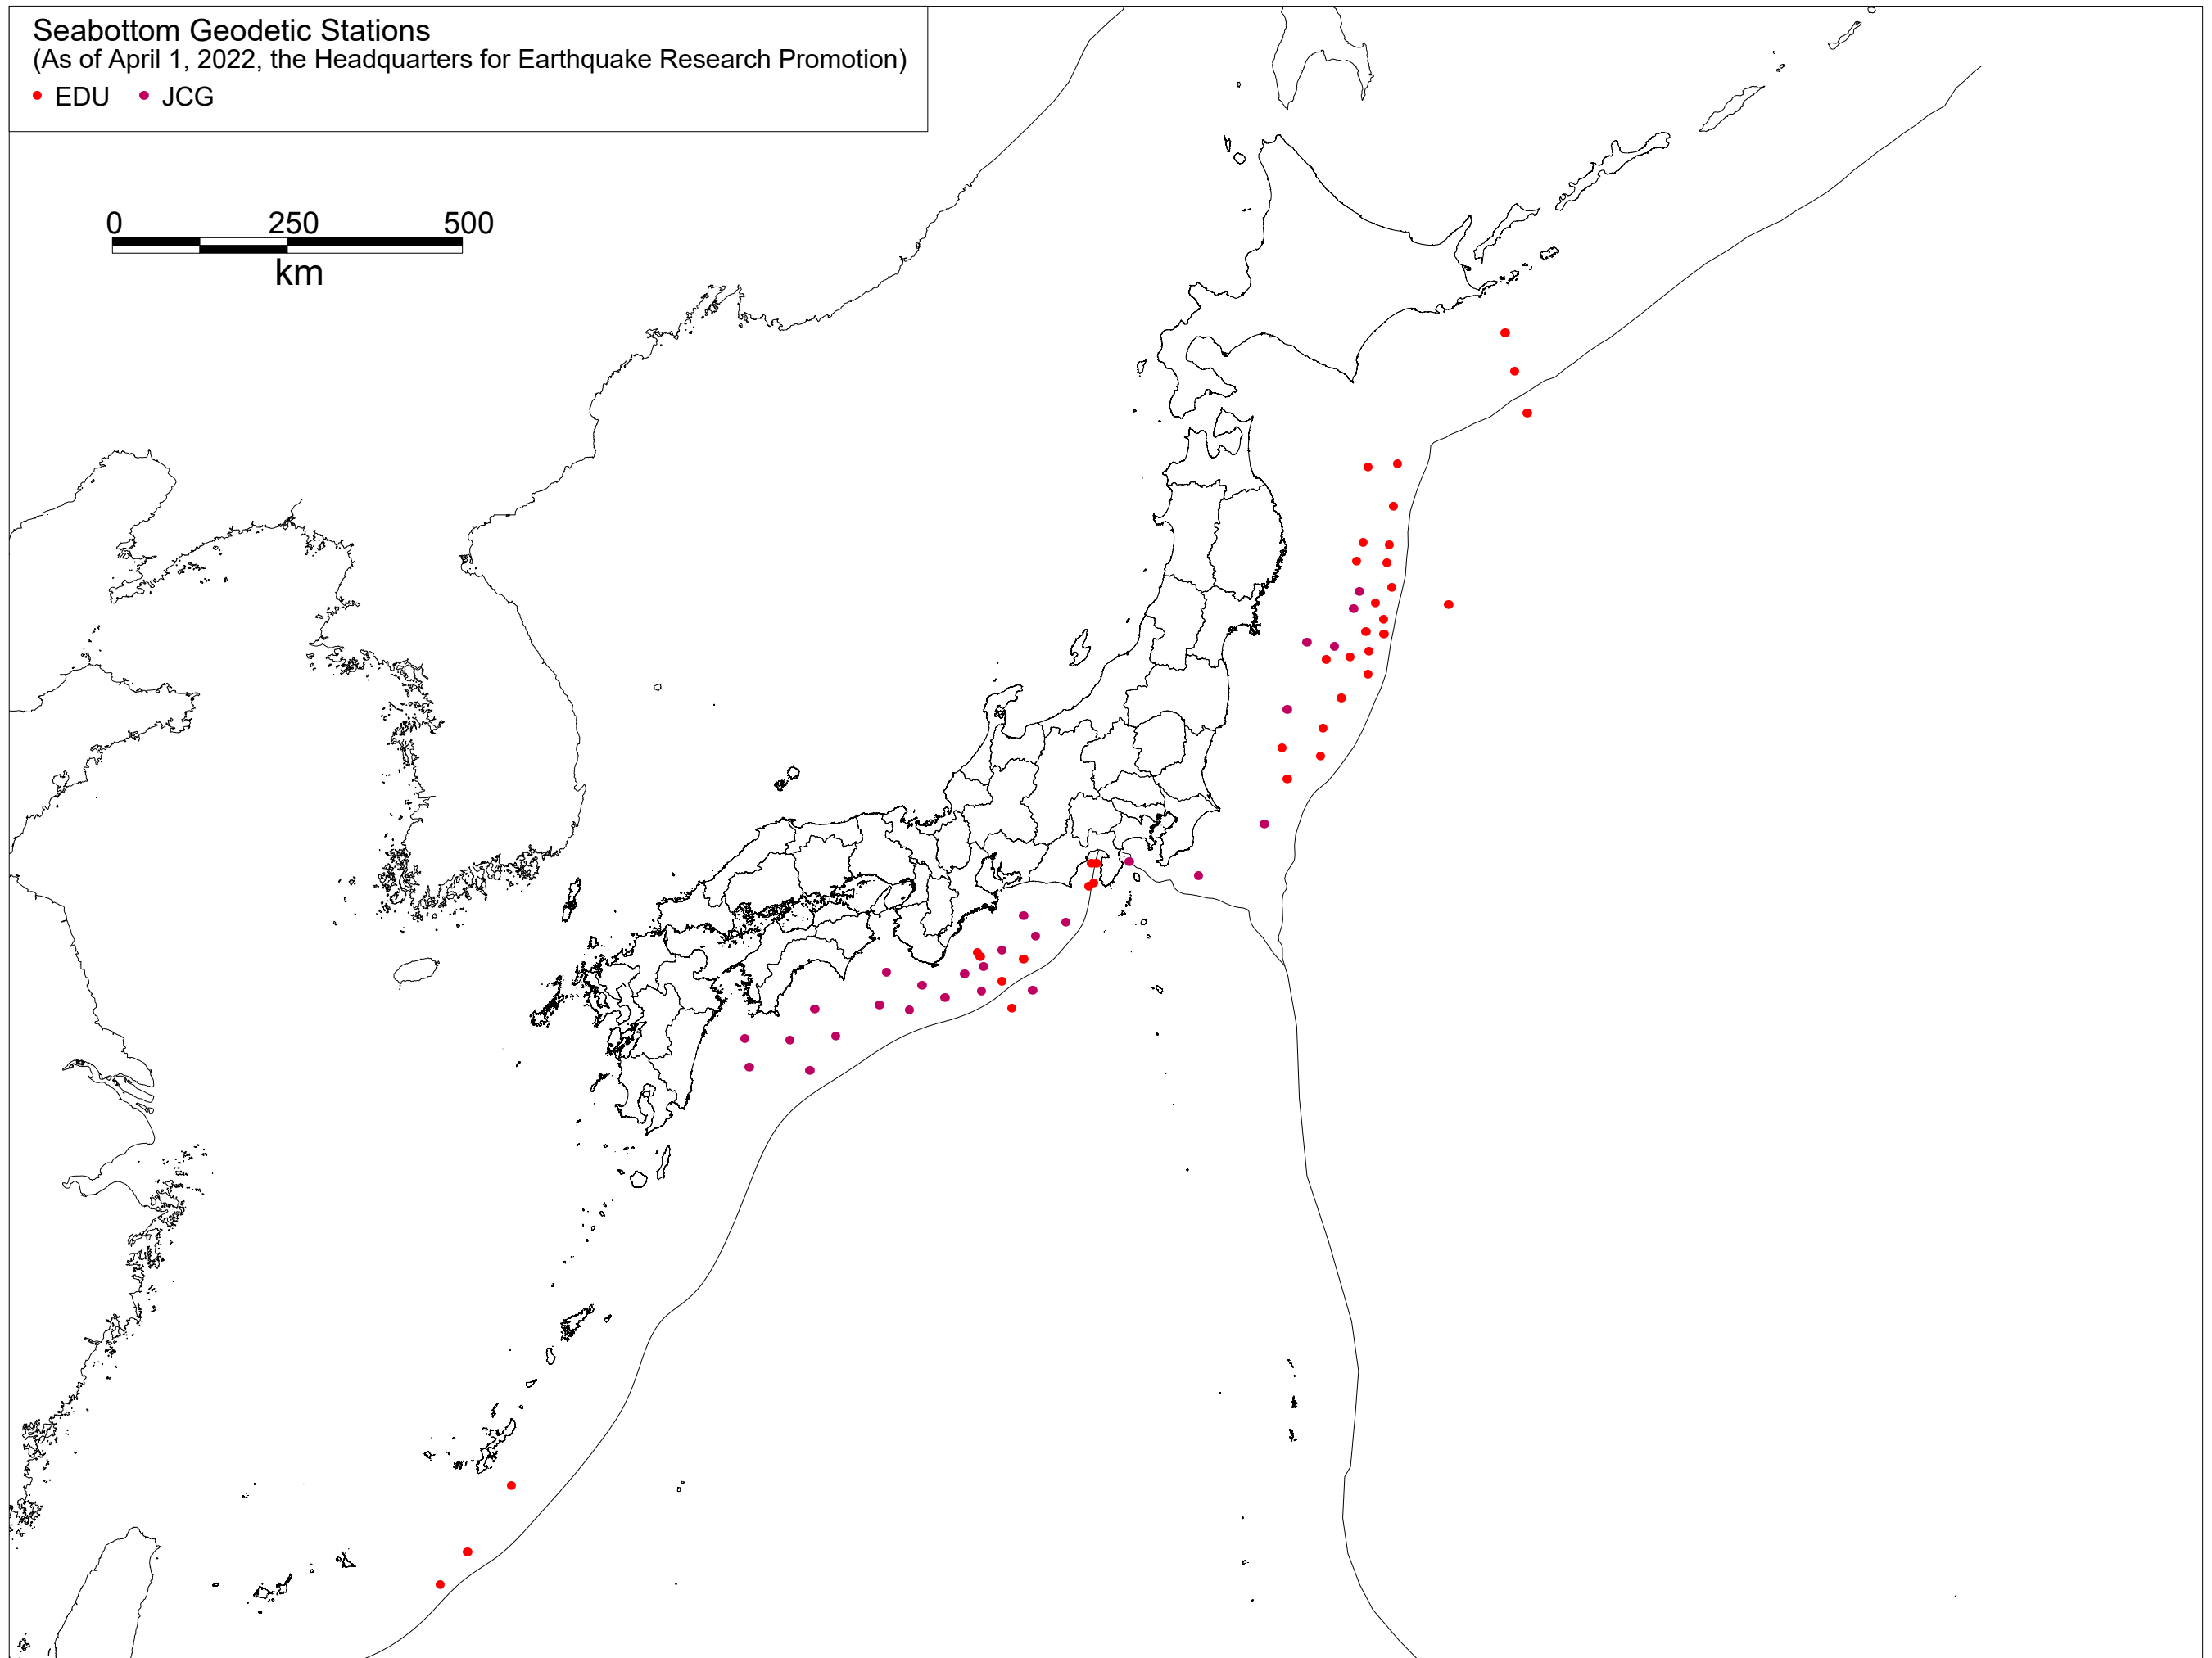 Seabottom Geodetic Stations
(As of April 1, 2022, the Headquarters for Earthquake Research Promotion)
EDU JCG
0 250 500
km